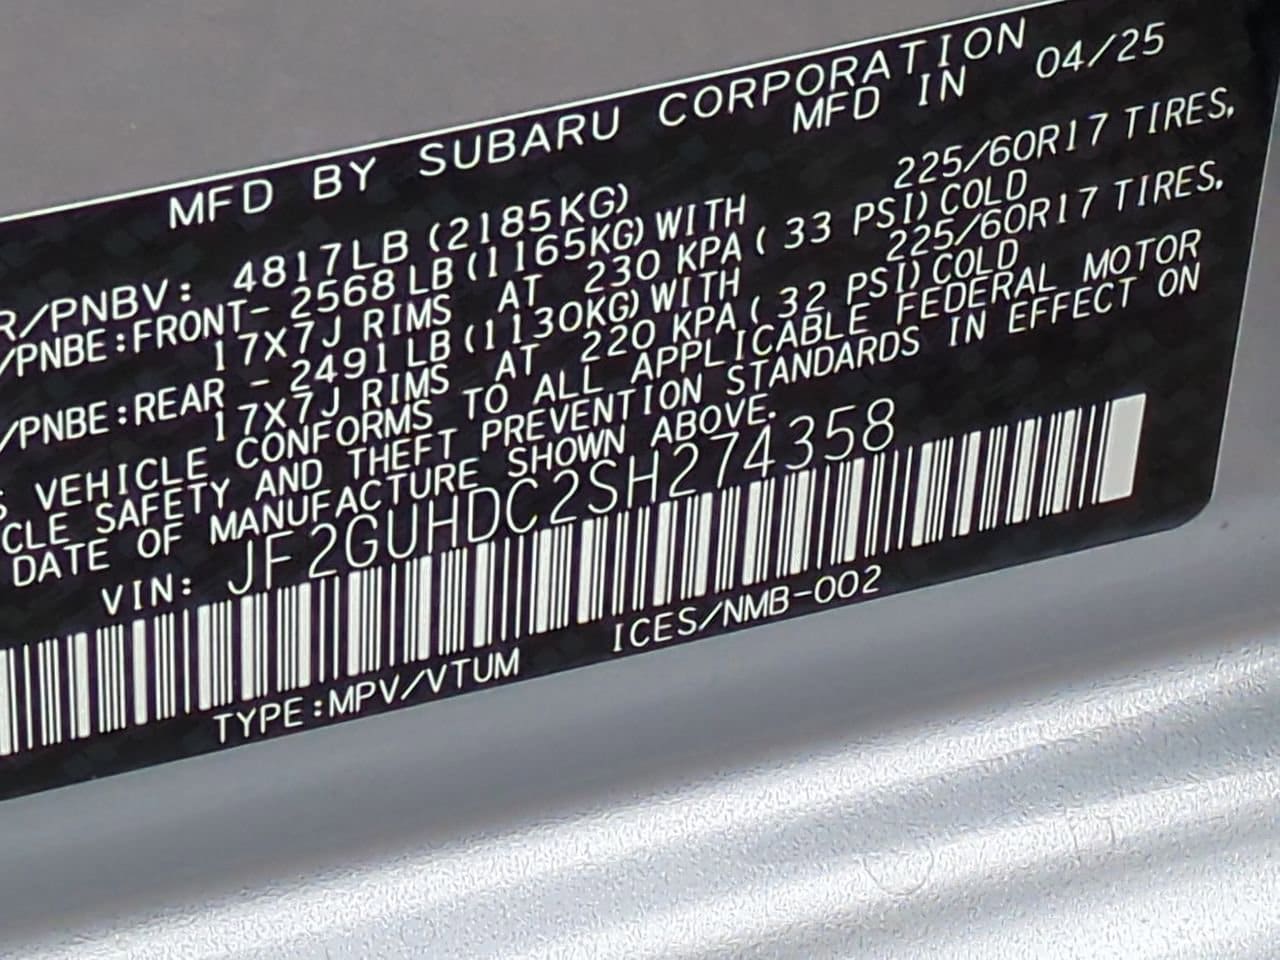 MFD BY SUBARU CORPORATION
MFD IN 04/25
R/PNBV: 4817LB (2185KG)
/PNBE:FRONT- 2568 LB (1165KG) WITH 225/60R17 TIRES,
17X7J RIMS AT 230 KPA ( 33 PSI) COLD
/PNBE:REAR - 2491 LB (1130KG) WITH 225/60R17 TIRES,
17X7J RIMS AT 220 KPA ( 32 PSI) COLD
S VEHICLE CONFORMS TO ALL APPLICABLE FEDERAL MOTOR
CLE SAFETY AND THEFT PREVENTION STANDARDS IN EFFECT ON
DATE OF MANUFACTURE SHOWN ABOVE.
VIN: JF2GUHDC2SH274358
TYPE:MPV/VTUM ICES/NMB-002